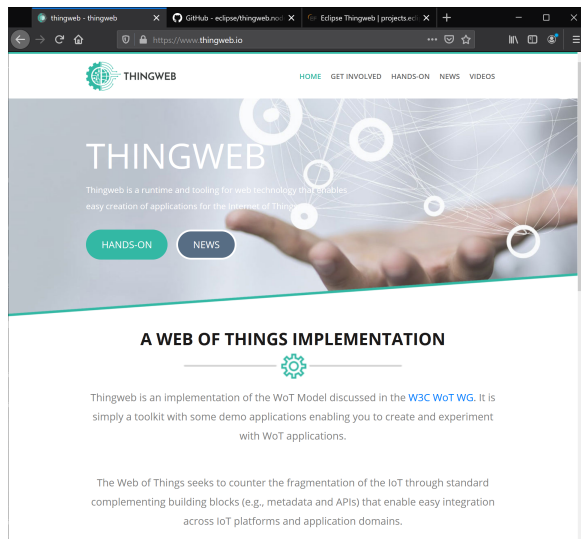 thingweb - thingweb
GitHub - eclipse/thingweb.nod
Eclipse Thingweb | projects.ecli
https://www.thingweb.io
THINGWEB
HOME GET INVOLVED HANDS-ON NEWS VIDEOS
THINGWEB
Thingweb is a runtime and tooling for web technology that enables
easy creation of applications for the Internet of Things.
HANDS-ON
NEWS
A WEB OF THINGS IMPLEMENTATION
Thingweb is an implementation of the WoT Model discussed in the W3C WoT WG. It is
simply a toolkit with some demo applications enabling you to create and experiment
with WoT applications.
The Web of Things seeks to counter the fragmentation of the IoT through standard
complementing building blocks (e.g., metadata and APIs) that enable easy integration
across IoT platforms and application domains.